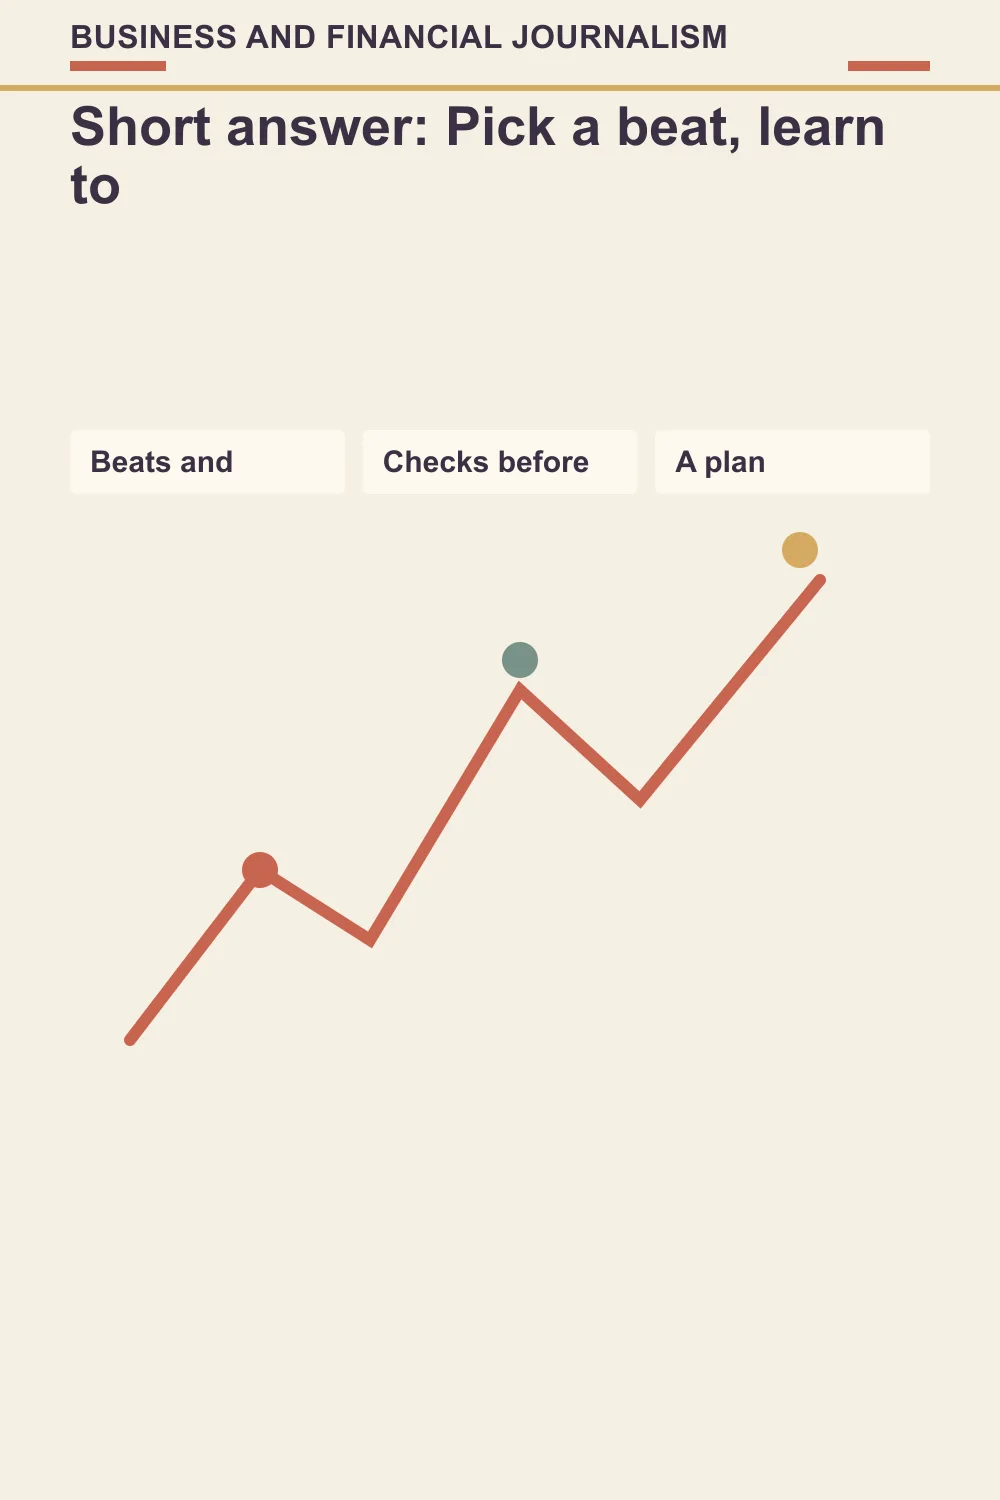 BUSINESS AND FINANCIAL JOURNALISM
Short answer: Pick a beat, learn
to
Beats and
Checks before
A plan